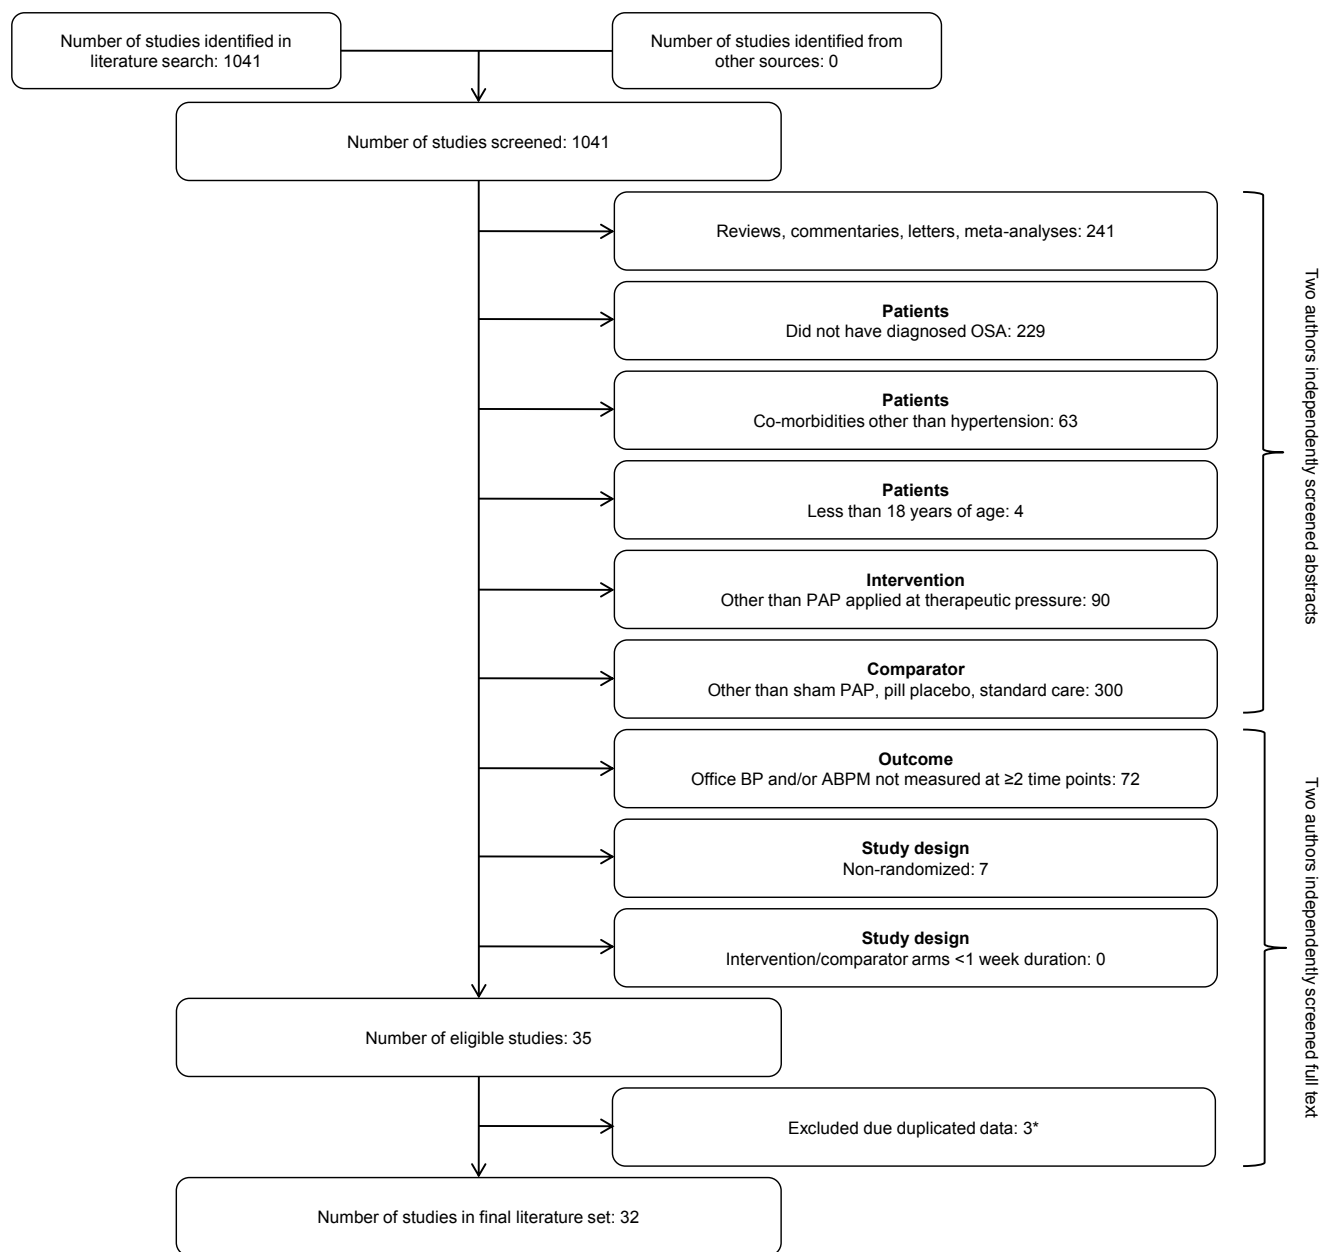 Number of studies identified in
literature search: 1041
Number of studies identified from
other sources: 0
Number of studies screened: 1041
Reviews, commentaries, letters, meta-analyses: 241
Patients
Did not have diagnosed OSA: 229
Patients
Co-morbidities other than hypertension: 63
Patients
Less than 18 years of age: 4
Intervention
Other than PAP applied at therapeutic pressure: 90
Comparator
Other than sham PAP, pill placebo, standard care: 300
Two authors independently screened abstracts
Outcome
Office BP and/or ABPM not measured at ≥2 time points: 72
Study design
Non-randomized: 7
Study design
Intervention/comparator arms <1 week duration: 0
Number of eligible studies: 35
Excluded due duplicated data: 3*
Two authors independently screened full text
Number of studies in final literature set: 32